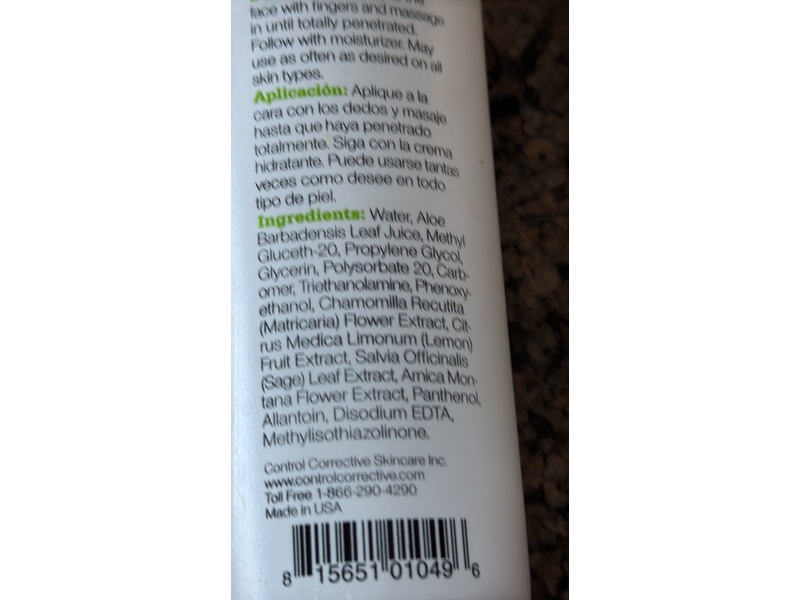 face with fingers and massage
in until totally penetrated.
Follow with moisturizer. May
use as often as desired on all
skin types.
Aplicación: Aplique a la
cara con los dedos y masaje
hasta que haya penetrado
totalmente. Siga con la crema
hidratante. Puede usarse tantas
veces como desee en todo
tipo de piel.
Ingredients: Water, Aloe
Barbadensis Leaf Juice, Methyl
Gluceth-20, Propylene Glycol,
Glycerin, Polysorbate 20, Carb-
omer, Triethanolamine, Phenoxy-
ethanol, Chamomilla Recutita
(Matricaria) Flower Extract, Cit-
rus Medica Limonum (Lemon)
Fruit Extract, Salvia Officinalis
(Sage) Leaf Extract, Arnica Mon-
tana Flower Extract, Panthenol,
Allantoin, Disodium EDTA,
Methylisothiazolinone.
Control Corrective Skincare Inc.
www.controlcorrective.com
Toll Free 1-866-290-4290
Made in USA
8 15651 01049 6